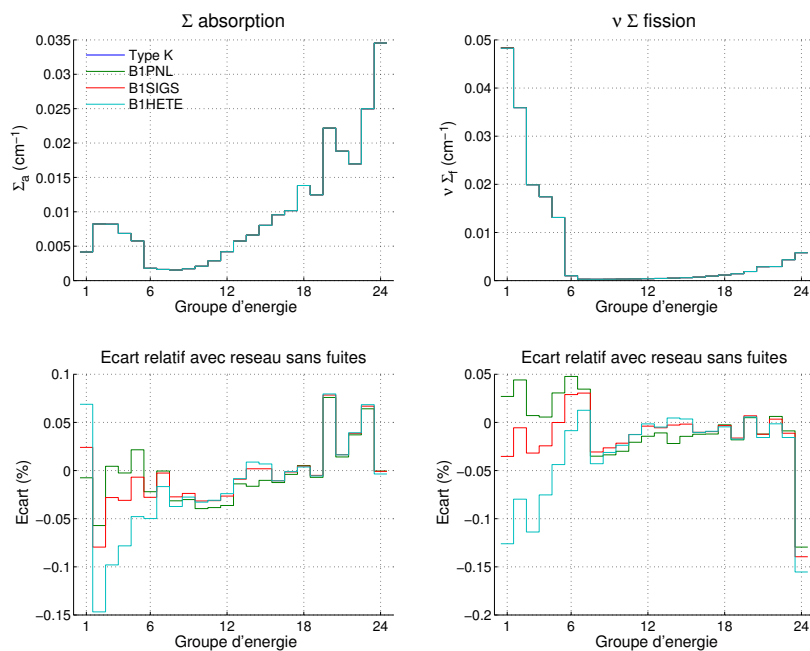 Σ absorption
0.035
0.03
0.025
0.02
0.015
0.01
0.005
0
Σa (cm−1)
Type K
B1PNL
B1SIGS
B1HETE
1 6 12 18 24
Groupe d'energie
ν Σ fission
0.05
0.04
0.03
0.02
0.01
0
ν Σf (cm−1)
1 6 12 18 24
Groupe d'energie
Ecart relatif avec reseau sans fuites
0.1
0.05
0
−0.05
−0.1
−0.15
Ecart (%)
1 6 12 18 24
Groupe d'energie
Ecart relatif avec reseau sans fuites
0.05
0
−0.05
−0.1
−0.15
−0.2
Ecart (%)
1 6 12 18 24
Groupe d'energie